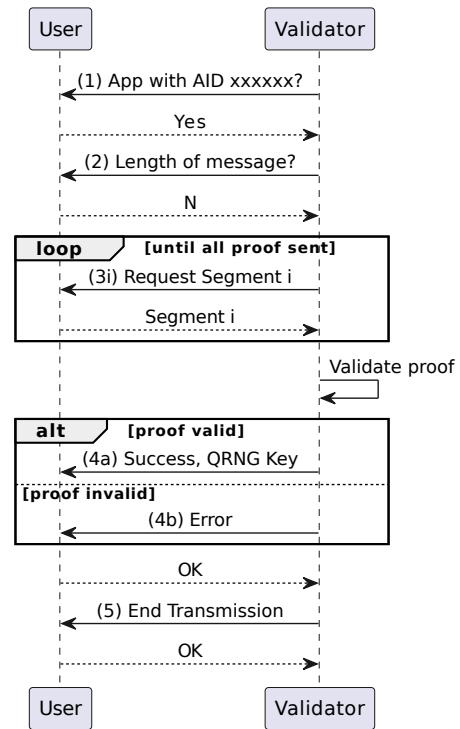 User Validator
(1) App with AID xxxxxx?
Yes
(2) Length of message?
N
loop [until all proof sent]
(3i) Request Segment i
Segment i
Validate proof
alt [proof valid]
(4a) Success, QRNG Key
[proof invalid]
(4b) Error
OK
(5) End Transmission
OK
User Validator